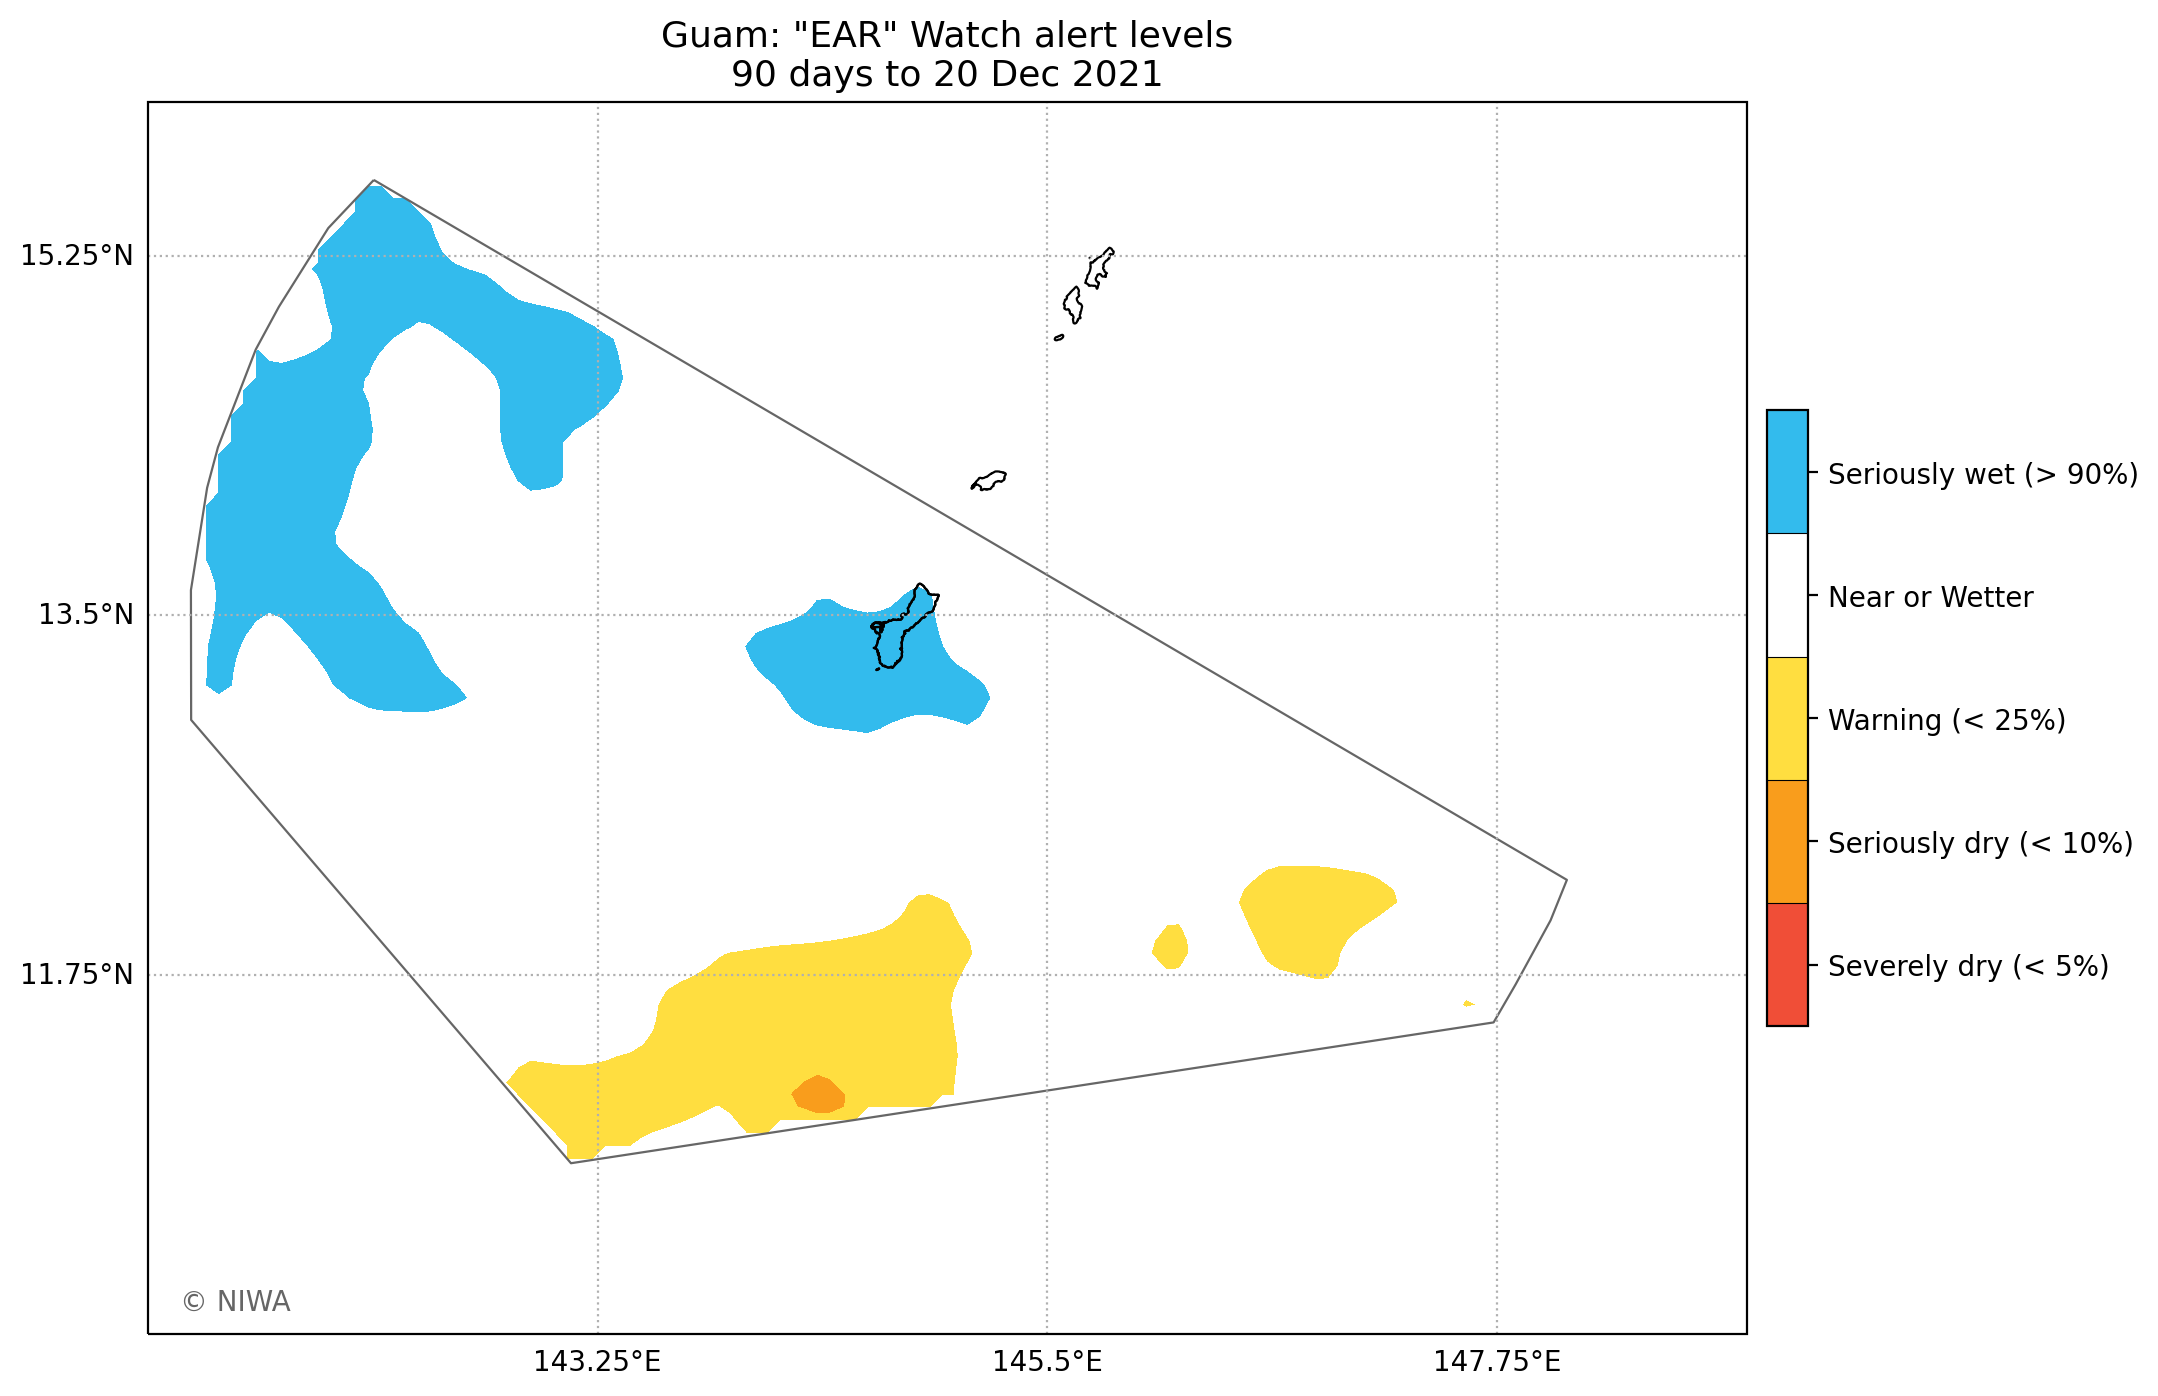 Guam: "EAR" Watch alert levels
90 days to 20 Dec 2021
15.25°N
13.5°N
11.75°N
143.25°E
145.5°E
147.75°E
Seriously wet (> 90%)
Near or Wetter
Warning (< 25%)
Seriously dry (< 10%)
Severely dry (< 5%)
© NIWA